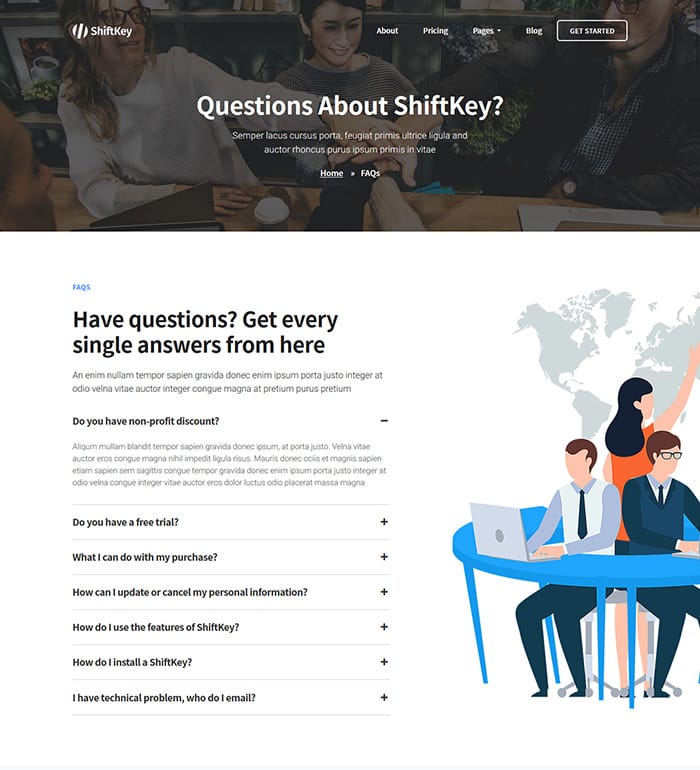 ShiftKey
About Pricing Pages Blog GET STARTED
Questions About ShiftKey?
Semper lacus cursus porta, feugiat primis ultrice ligula and
auctor rhoncus purus ipsum primis in vitae
Home » FAQs
FAQS
Have questions? Get every
single answers from here
An enim nullam tempor sapien gravida donec enim ipsum porta justo integer at
odio velna vitae auctor integer congue magna at pretium purus pretium
Do you have non-profit discount? −
Aliqum mullam blandit tempor sapien gravida donec ipsum, at porta justo. Velna vitae
auctor eros congue magna nihil impedit ligula risus. Mauris donec ociis et magnis sapien
etiam sapien sem sagittis congue tempor gravida donec enim ipsum porta justo integer at
odio velna congue integer vitae auctor eros dolor luctus odio placerat massa magna
Do you have a free trial? +
What I can do with my purchase? +
How can I update or cancel my personal information? +
How do I use the features of ShiftKey? +
How do I install a ShiftKey? +
I have technical problem, who do I email? +